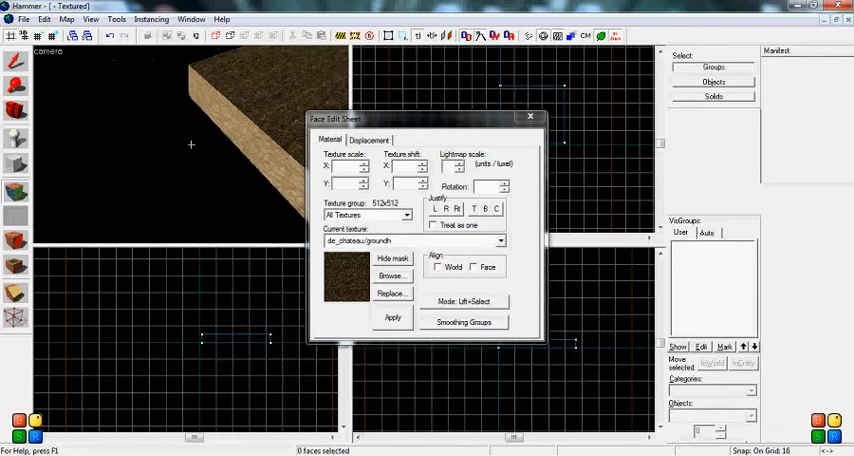 Hammer - [ - Textured]
File Edit Map View Tools Instancing Window Help
camera
Select:
Groups
Objects
Solids
Manifest:
Face Edit Sheet
Material Displacement
Texture scale: Texture shift: Lightmap scale:
X: X: (units / luxel)
Y: Y: Rotation:
Texture group: 512x512
All Textures
Justify
L R Fit T B C
Treat as one
Current texture:
de_chateau/groundh
Hide mask
Browse...
Replace...
Apply
Align
World Face
Mode: Lift+Select
Smoothing Groups
VisGroups:
User Auto
Show Edit Mark
Move selected:
toWorld toEntity
Categories:
Objects:
For Help, press F1
0 faces selected
Snap: On Grid: 16
<->